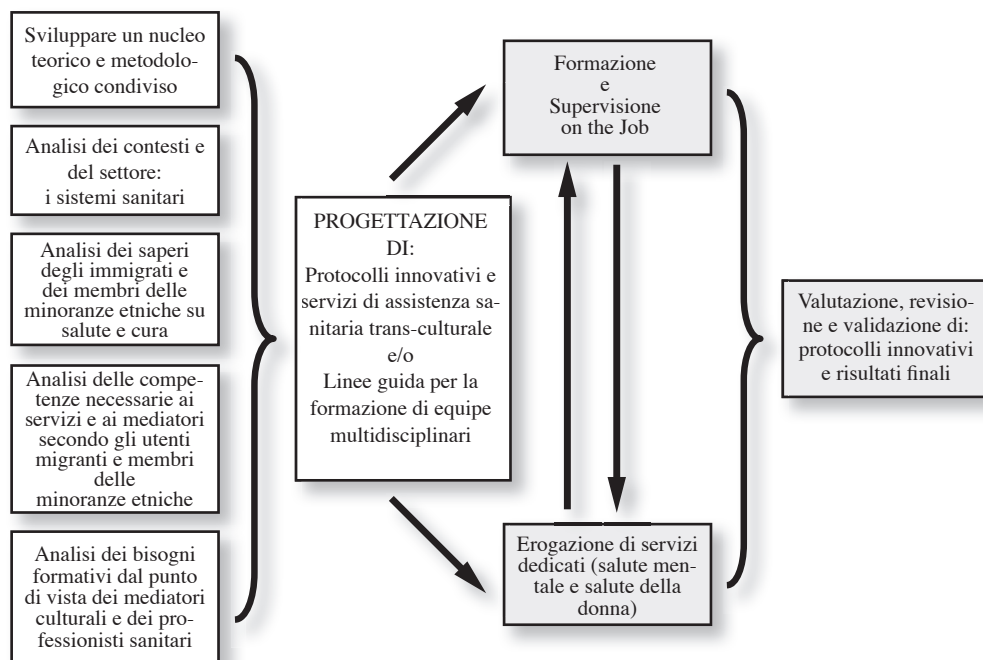 Sviluppare un nucleo
teorico e metodolo-
gico condiviso
Analisi dei contesti e
del settore:
i sistemi sanitari
Analisi dei saperi
degli immigrati e
dei membri delle
minoranze etniche su
salute e cura
Analisi delle compe-
tenze necessarie ai
servizi e ai mediatori
secondo gli utenti
migranti e membri
delle
minoranze etniche
Analisi dei bisogni
formativi dal punto
di vista dei mediatori
culturali e dei pro-
fessionisti sanitari
PROGETTAZIONE
DI:
Protocolli innovativi e
servizi di assistenza sa-
nitaria trans-culturale
e/o
Linee guida per la
formazione di equipe
multidisciplinari
Formazione
e
Supervisione
on the Job
Erogazione di servizi
dedicati (salute men-
tale e salute della
donna)
Valutazione, revisio-
ne e validazione di:
protocolli innovativi
e risultati finali